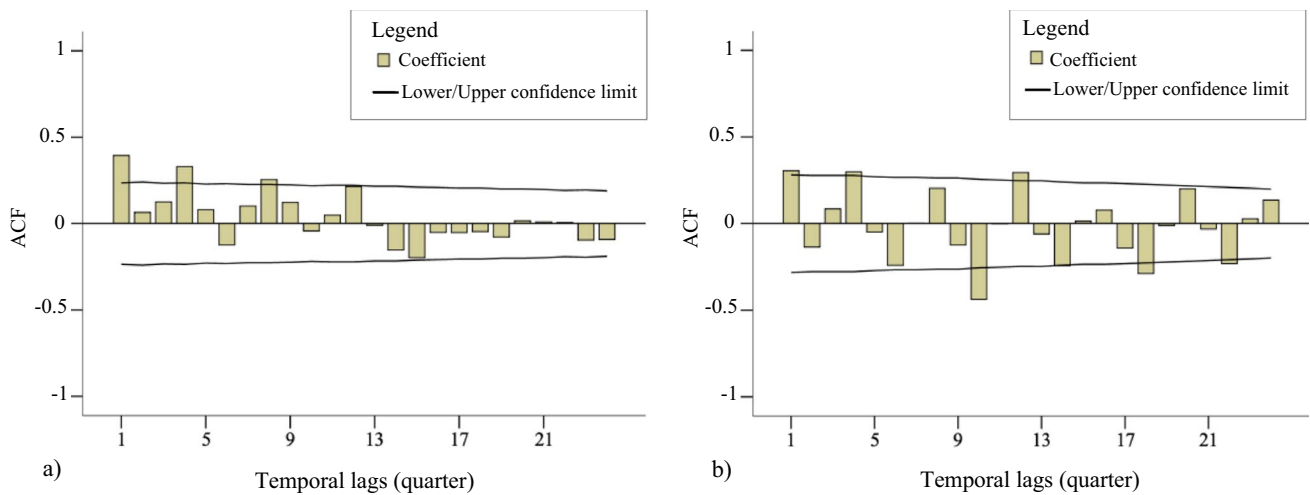 Legend
Coefficient
Lower/Upper confidence limit
1
0.5
0
-0.5
-1
ACF
1 5 9 13 17 21
a)
Temporal lags (quarter)
Legend
Coefficient
Lower/Upper confidence limit
1
0.5
0
-0.5
-1
ACF
1 5 9 13 17 21
b)
Temporal lags (quarter)